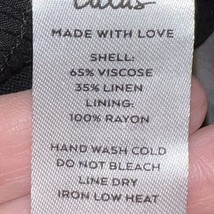 MADE WITH LOVE
SHELL:
65% VISCOSE
35% LINEN
LINING:
100% RAYON
HAND WASH COLD
DO NOT BLEACH
LINE DRY
IRON LOW HEAT